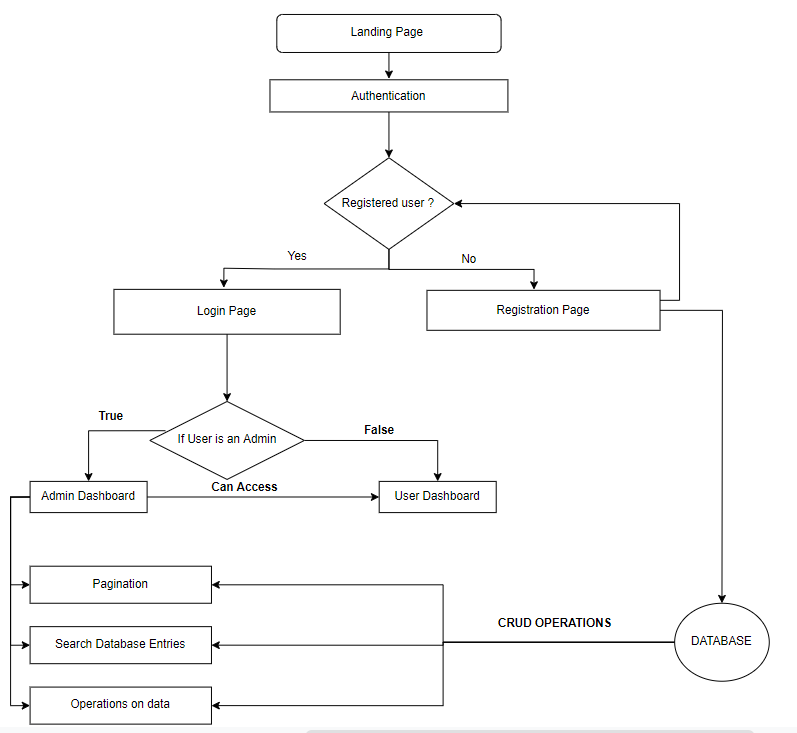 Landing Page
Authentication
Registered user ?
Yes
No
Login Page
Registration Page
True
If User is an Admin
False
Admin Dashboard
Can Access
User Dashboard
Pagination
CRUD OPERATIONS
Search Database Entries
DATABASE
Operations on data